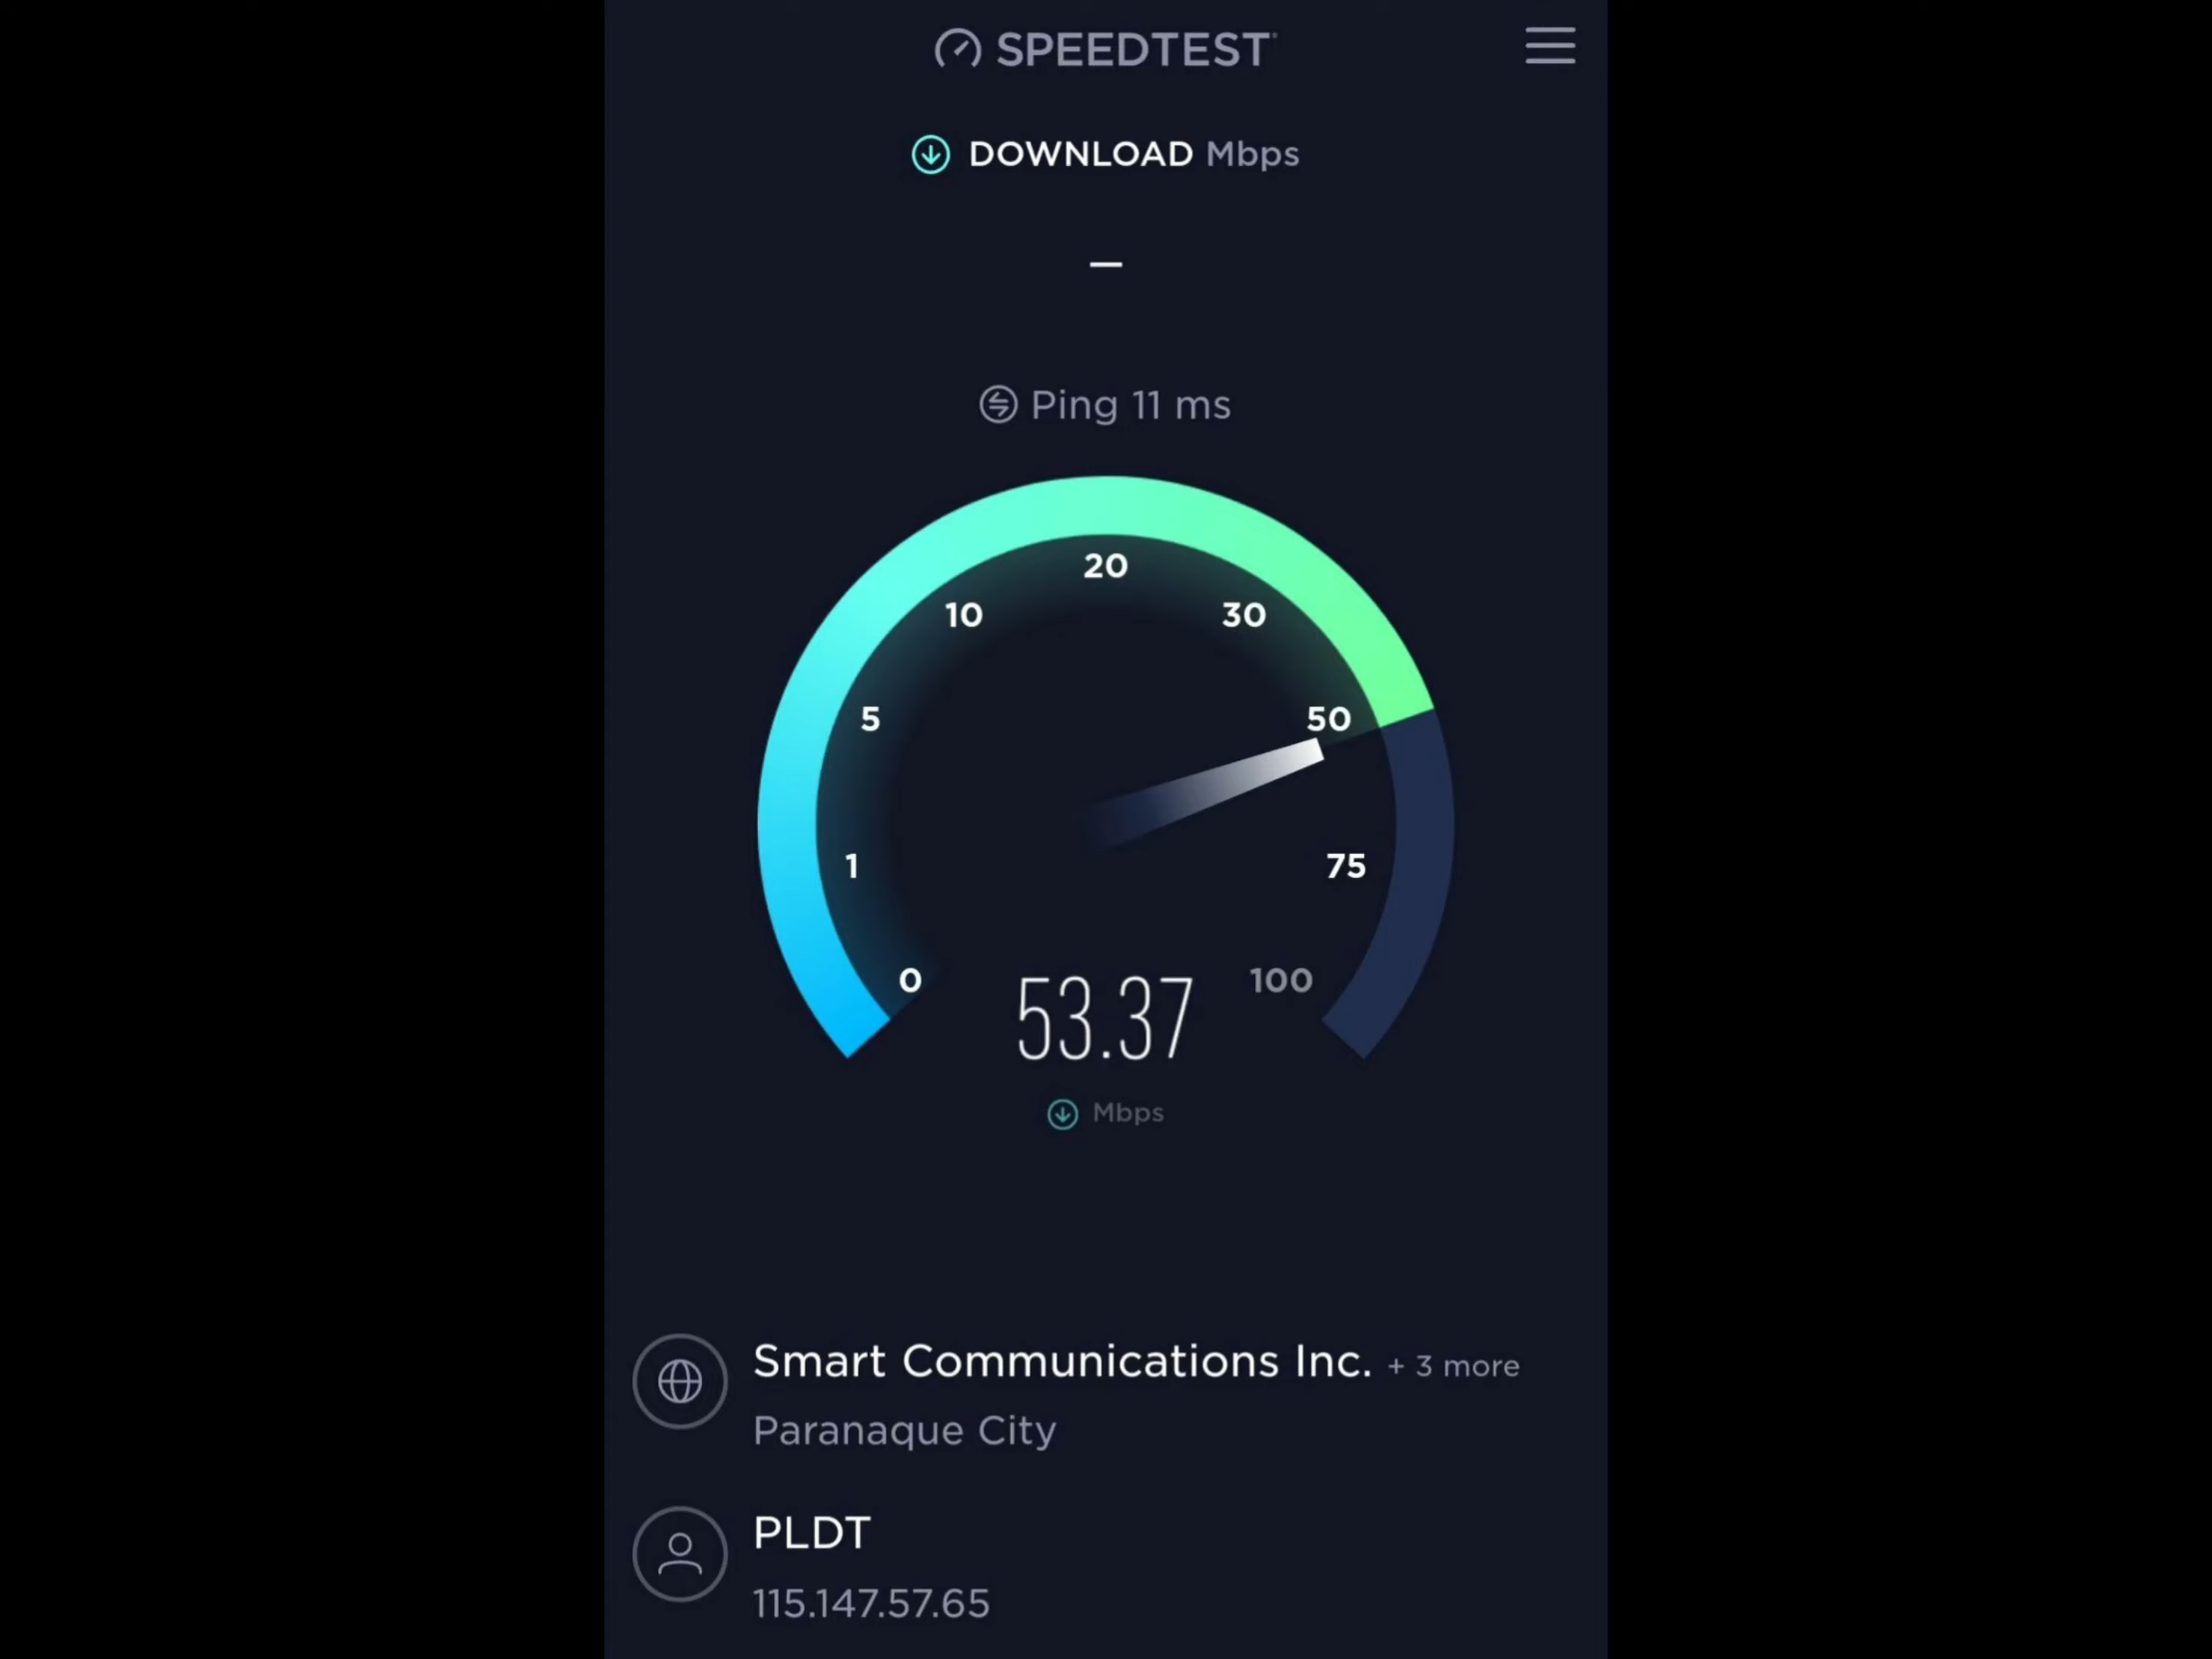 SPEEDTEST
DOWNLOAD Mbps
—
Ping 11 ms
20
10
30
5
50
1
75
0
100
53.37
Mbps
Smart Communications Inc. + 3 more
Paranaque City
PLDT
115.147.57.65